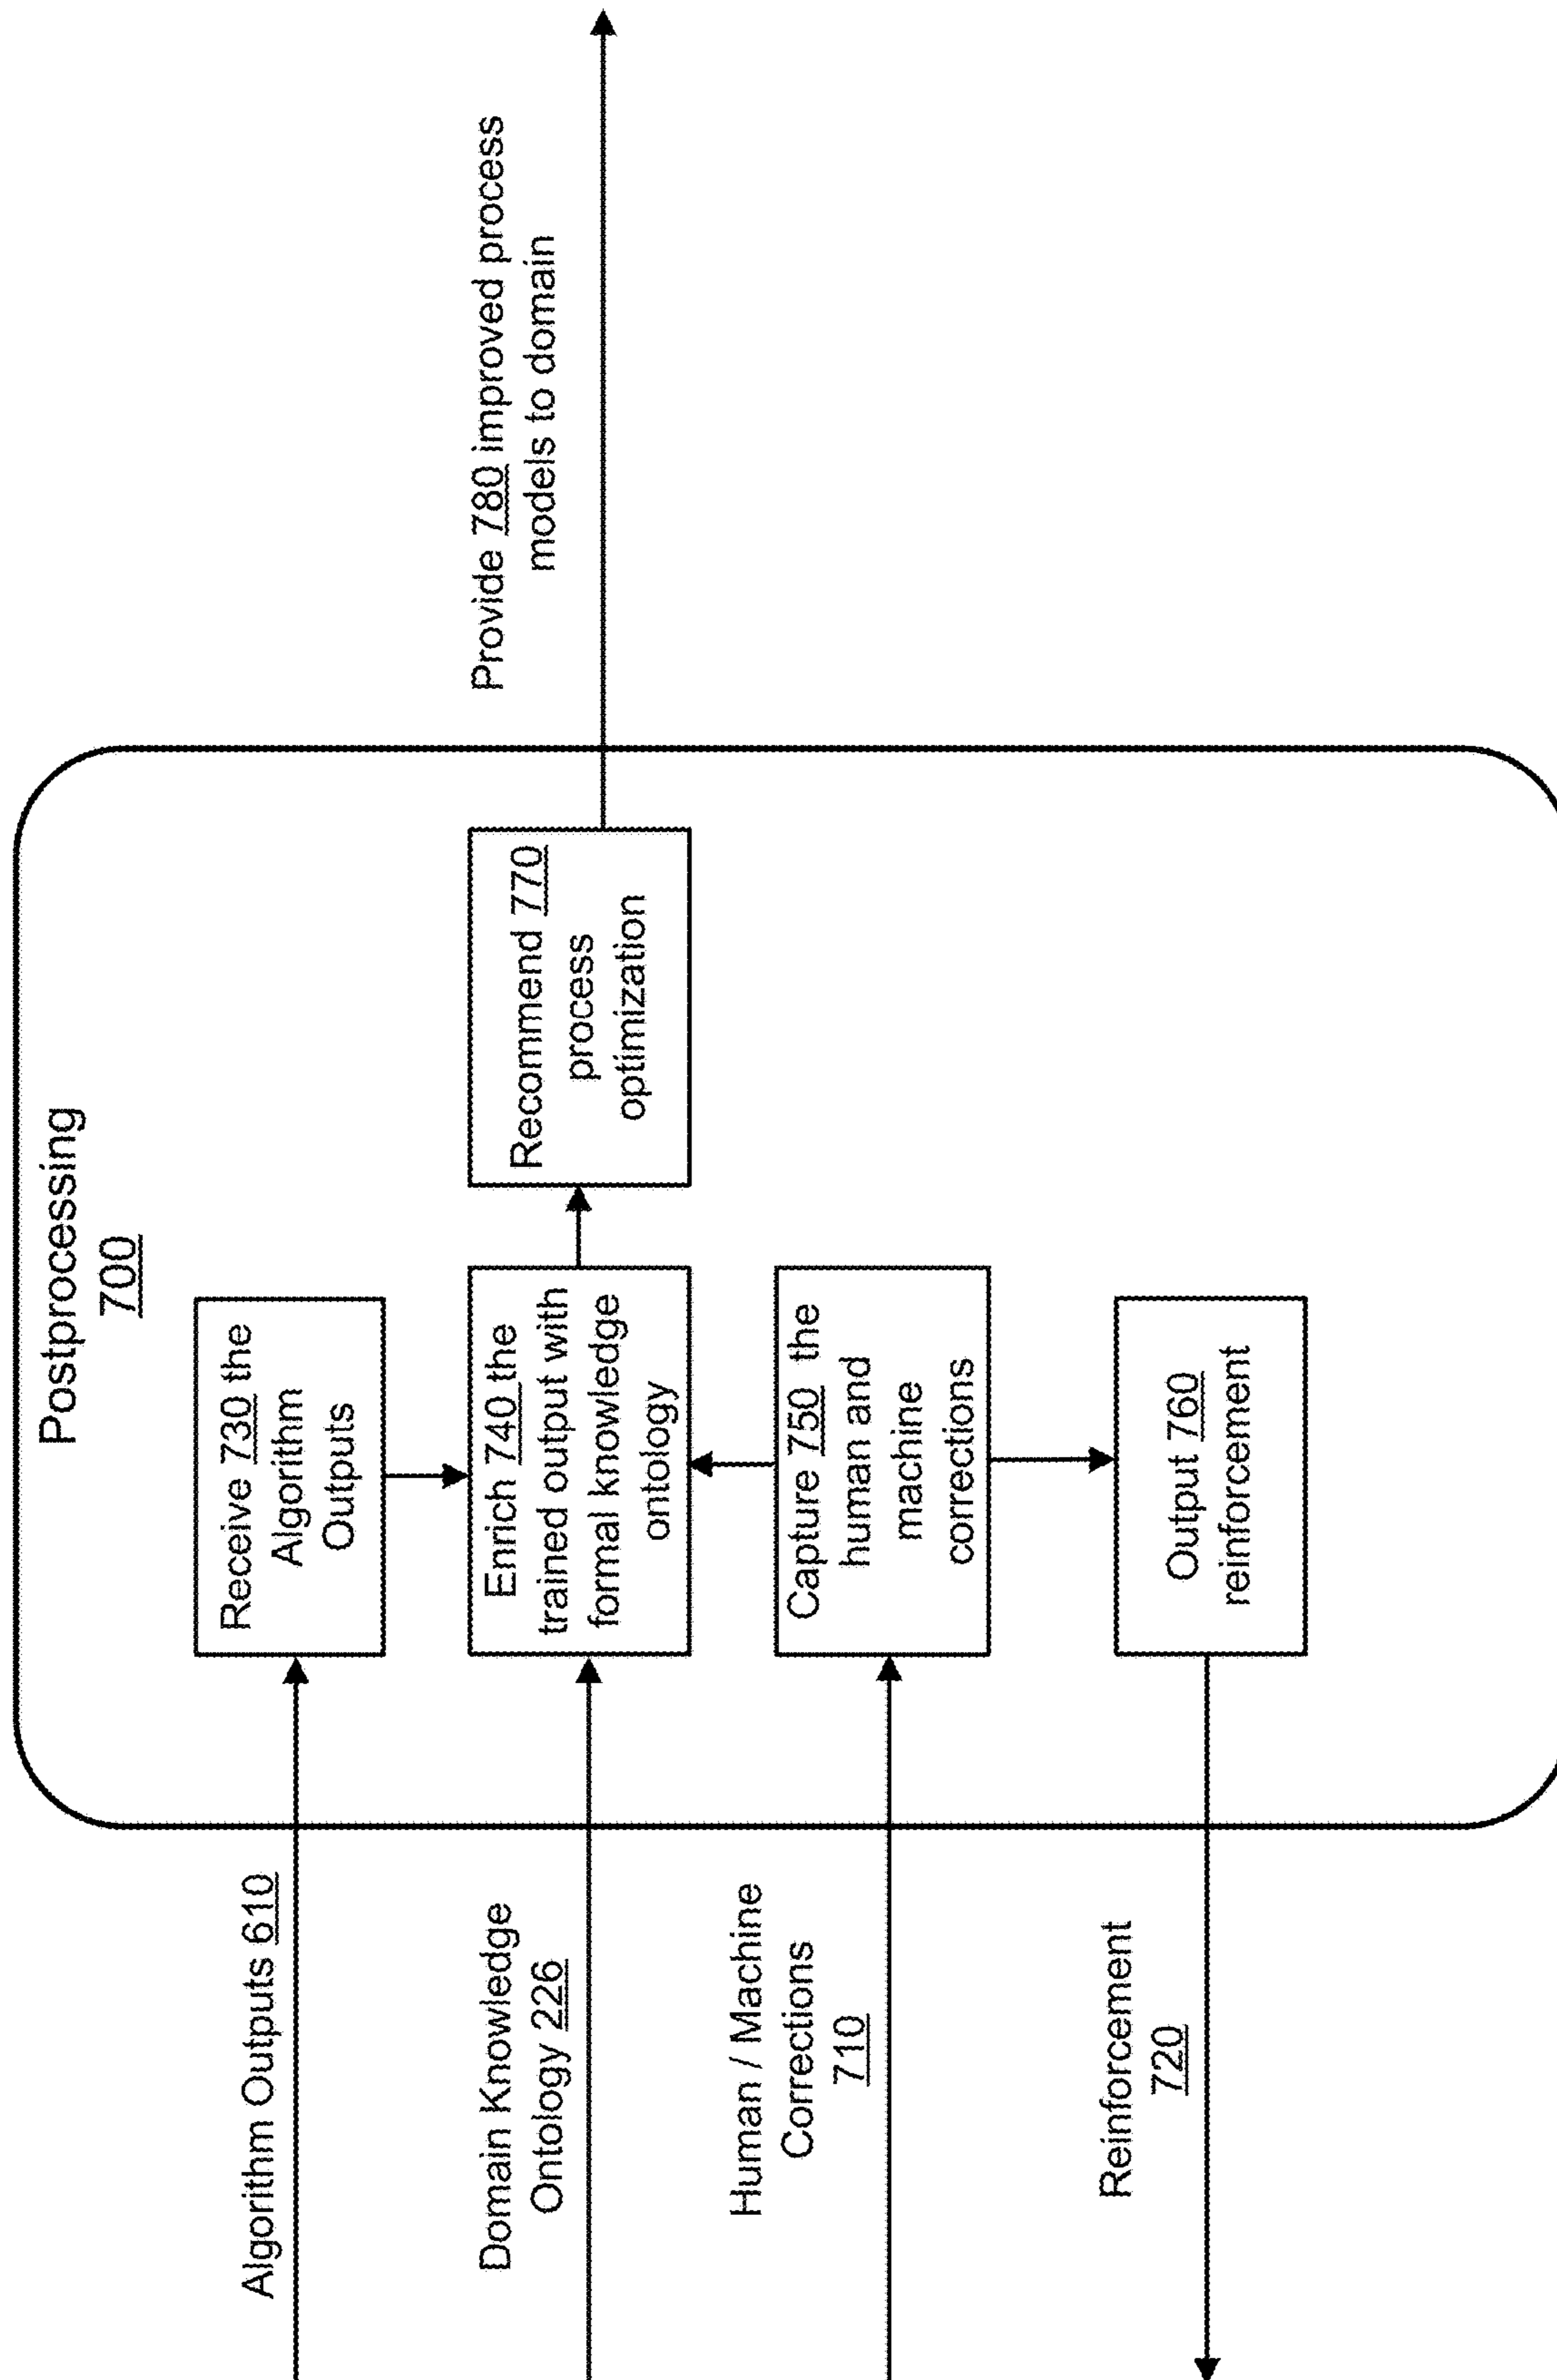 Postprocessing
700
Algorithm Outputs 610
Receive 730 the
Algorithm
Outputs
Domain Knowledge
Ontology 226
Enrich 740 the
trained output with
formal knowledge
ontology
Recommend 770
process
optimization
Provide 780 improved process
models to domain
Human / Machine
Corrections
710
Capture 750 the
human and
machine
corrections
Reinforcement
720
Output 760
reinforcement